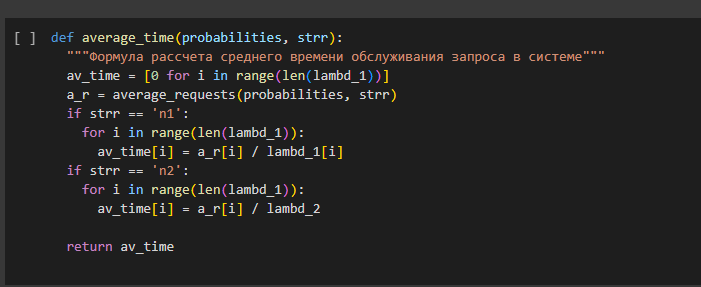 [ ] def average_time(probabilities, strr):
"""Формула рассчета среднего времени обслуживания запроса в системе"""
av_time = [0 for i in range(len(lambd_1))]
a_r = average_requests(probabilities, strr)
if strr == 'n1':
for i in range(len(lambd_1)):
av_time[i] = a_r[i] / lambd_1[i]
if strr == 'n2':
for i in range(len(lambd_1)):
av_time[i] = a_r[i] / lambd_2
return av_time